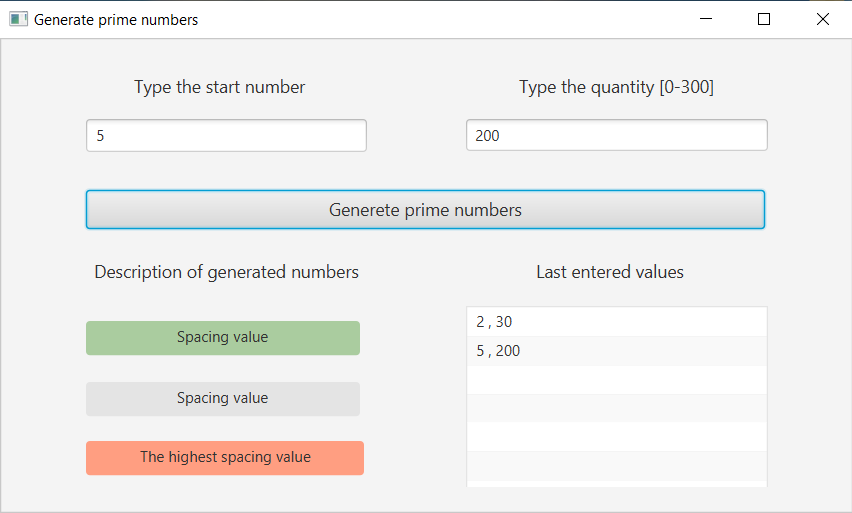 Generate prime numbers
Type the start number
Type the quantity [0-300]
5
200
Generete prime numbers
Description of generated numbers
Last entered values
Spacing value
Spacing value
The highest spacing value
2 , 30
5 , 200